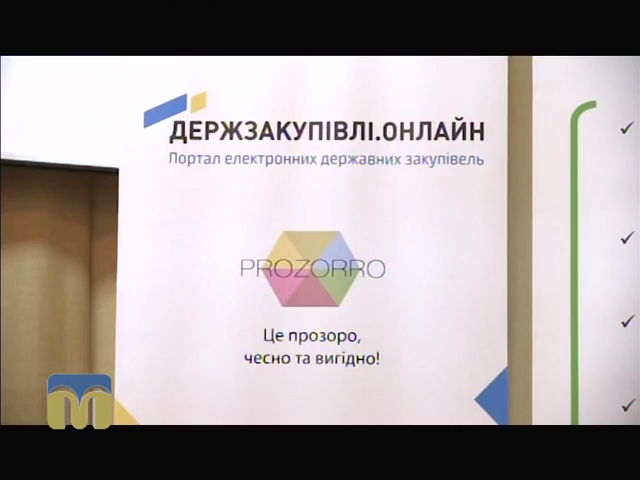 ДЕРЖЗАКУПІВЛІ.ОНЛАЙН
Портал електронних державних закупівель
PROZORRO
Це прозоро,
чесно та вигідно!